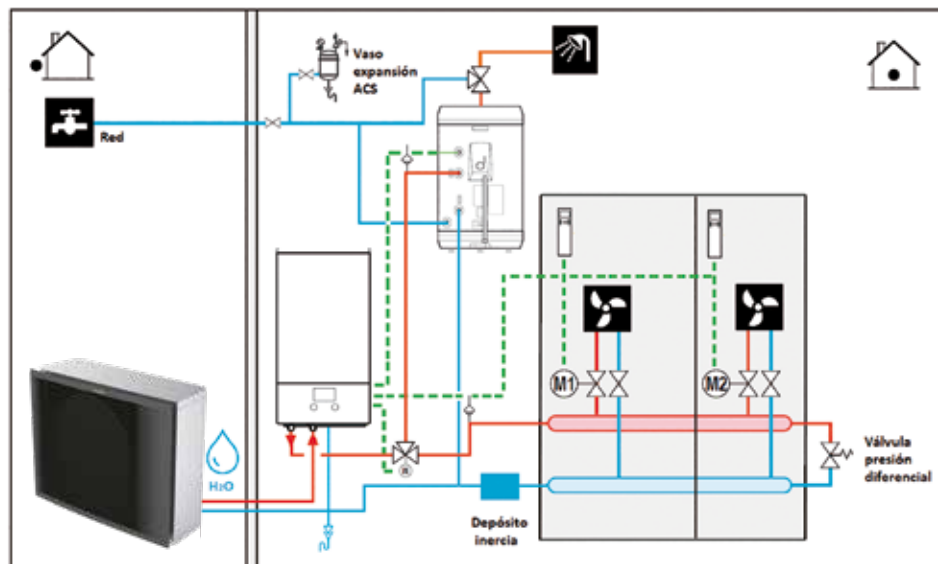 Vaso
expansión
ACS
Red
M1
M2
H2O
Válvula
presión
diferencial
Depósito
inercia